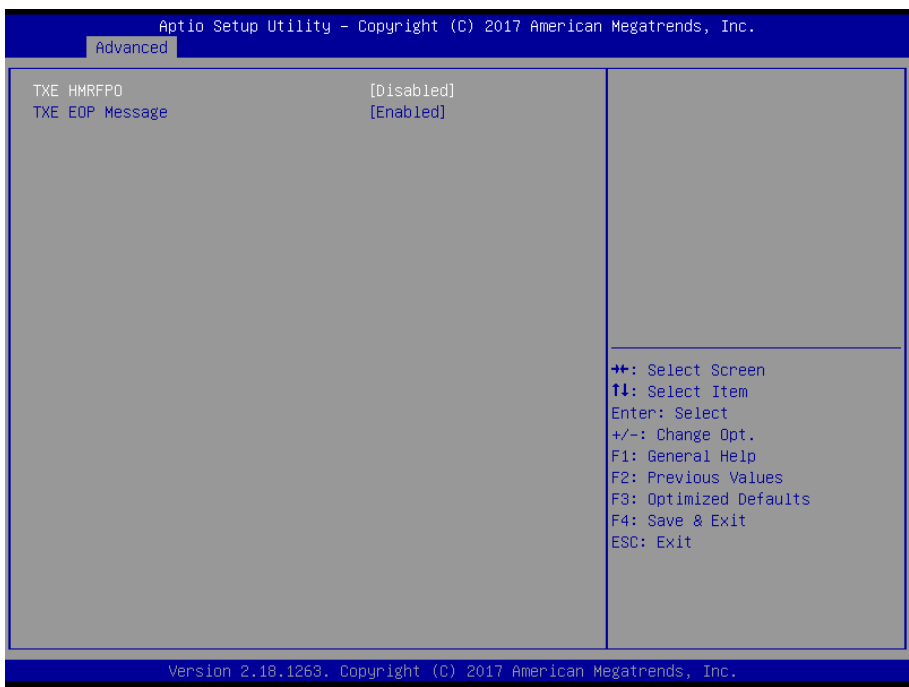 Aptio Setup Utility – Copyright (C) 2017 American Megatrends, Inc.
Advanced
TXE HMRFPO [Disabled]
TXE EOP Message [Enabled]
→←: Select Screen
↑↓: Select Item
Enter: Select
+/-: Change Opt.
F1: General Help
F2: Previous Values
F3: Optimized Defaults
F4: Save & Exit
ESC: Exit
Version 2.18.1263. Copyright (C) 2017 American Megatrends, Inc.